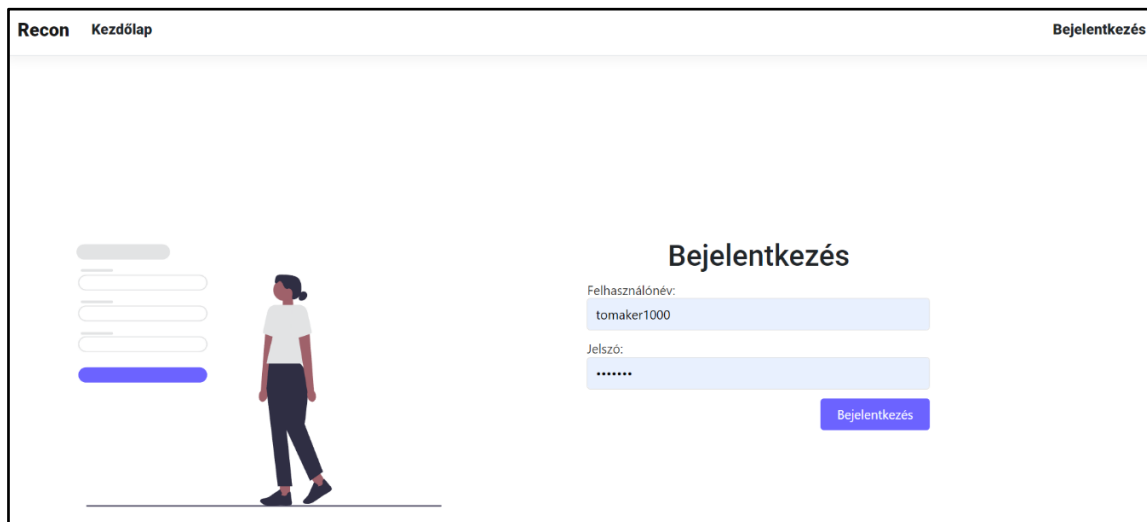 Recon Kezdőlap Bejelentkezés
Bejelentkezés
Felhasználónév:
tomaker1000
Jelszó:
•••••••
Bejelentkezés